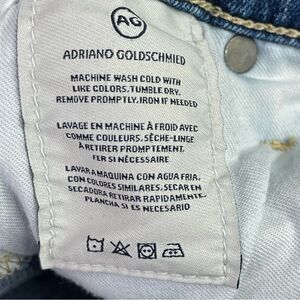 AG
ADRIANO GOLDSCHMIED
MACHINE WASH COLD WITH
LIKE COLORS. TUMBLE DRY.
REMOVE PROMPTLY. IRON IF NEEDED
LAVAGE EN MACHINE À FROID AVEC
COMME COULEURS. SÈCHE-LINGE
À RETIRER PROMPTEMENT.
FER SI NÉCESSAIRE
LAVAR A MAQUINA CON AGUA FRIA,
CON COLORES SIMILARES. SECAR EN
SECADORA RETIRAR RAPIDAMENTE.
PLANCHA SI ES NECESARIO